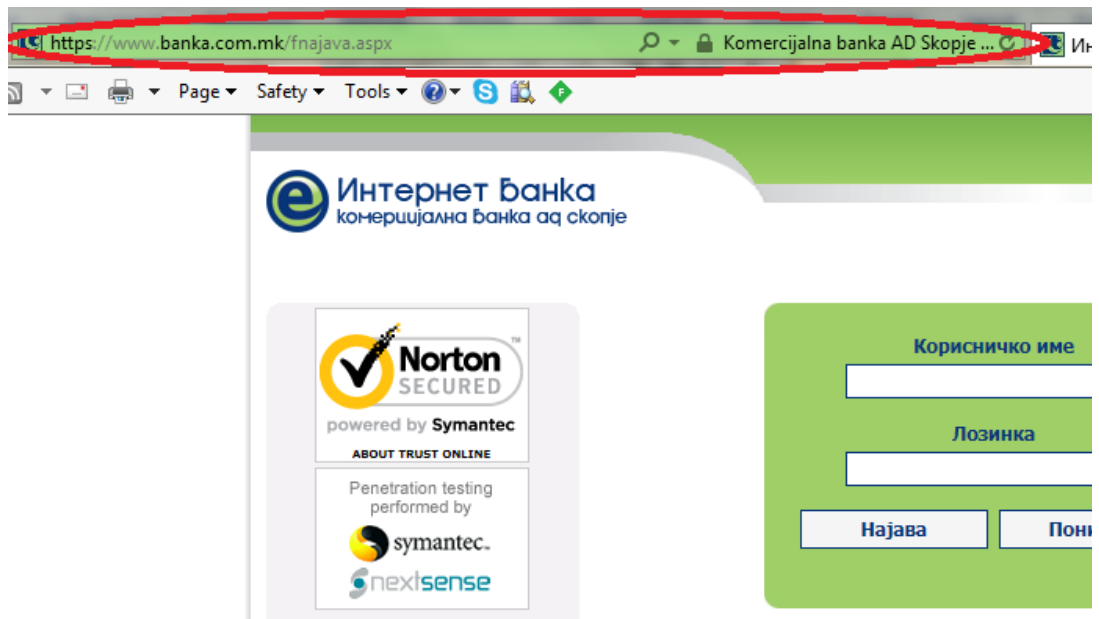 https://www.banka.com.mk/fnajava.aspx
Komercijalna banka AD Skopje ...
Page
Safety
Tools
Интернет Банка
комерцијална банка ад скопје
Norton
SECURED
powered by Symantec
ABOUT TRUST ONLINE
Penetration testing
performed by
symantec.
nextsense
Корисничко име
Лозинка
Најава